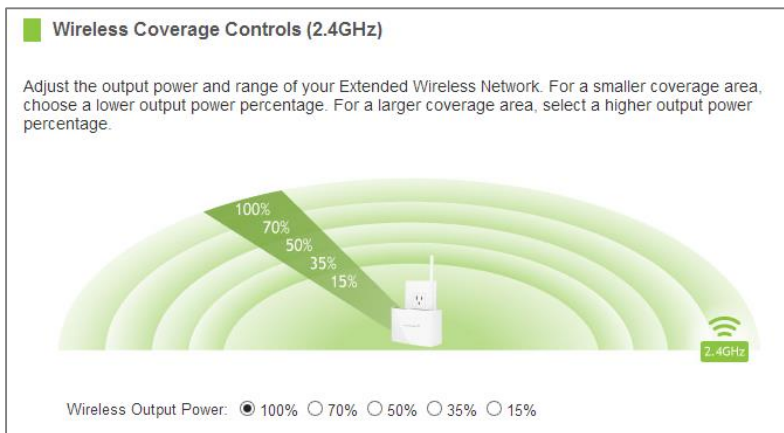 Wireless Coverage Controls (2.4GHz)
Adjust the output power and range of your Extended Wireless Network. For a smaller coverage area,
choose a lower output power percentage. For a larger coverage area, select a higher output power
percentage.
100%
70%
50%
35%
15%
2.4GHz
Wireless Output Power: 100% 70% 50% 35% 15%